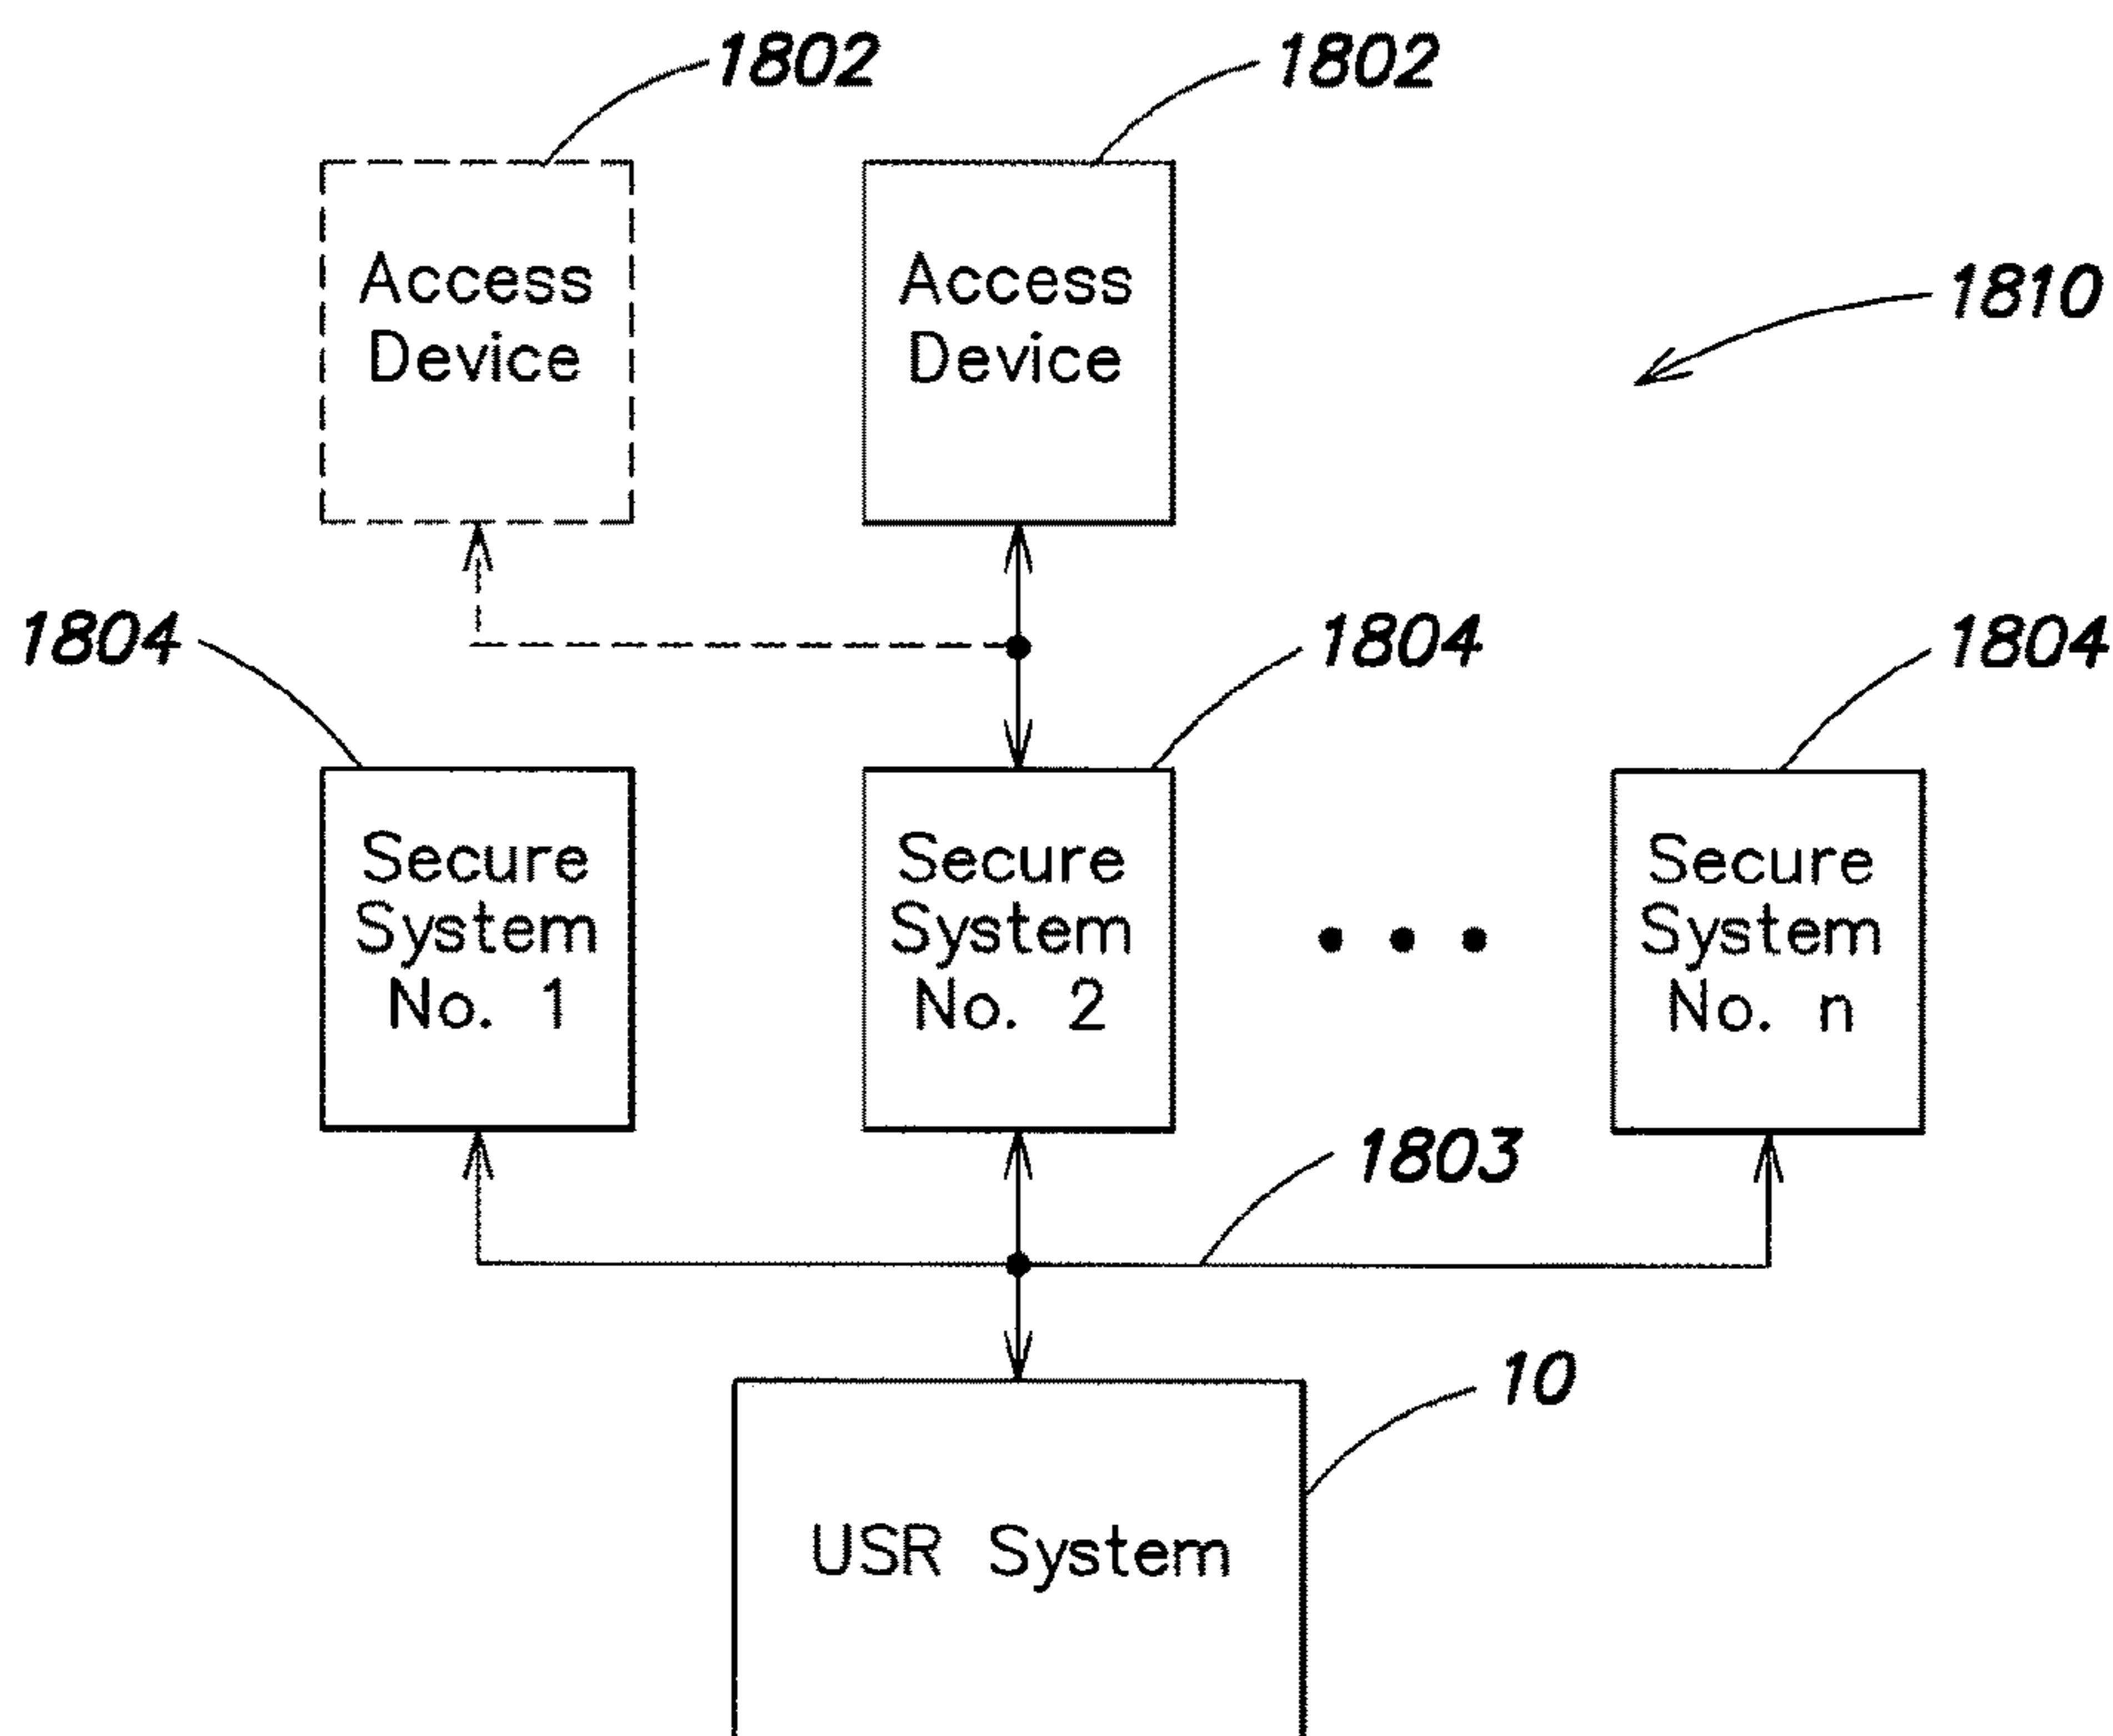 1802
1802
Access
Device
Access
Device
1810
1804
1804
1804
Secure
System
No. 1
Secure
System
No. 2
Secure
System
No. n
1803
10
USR System